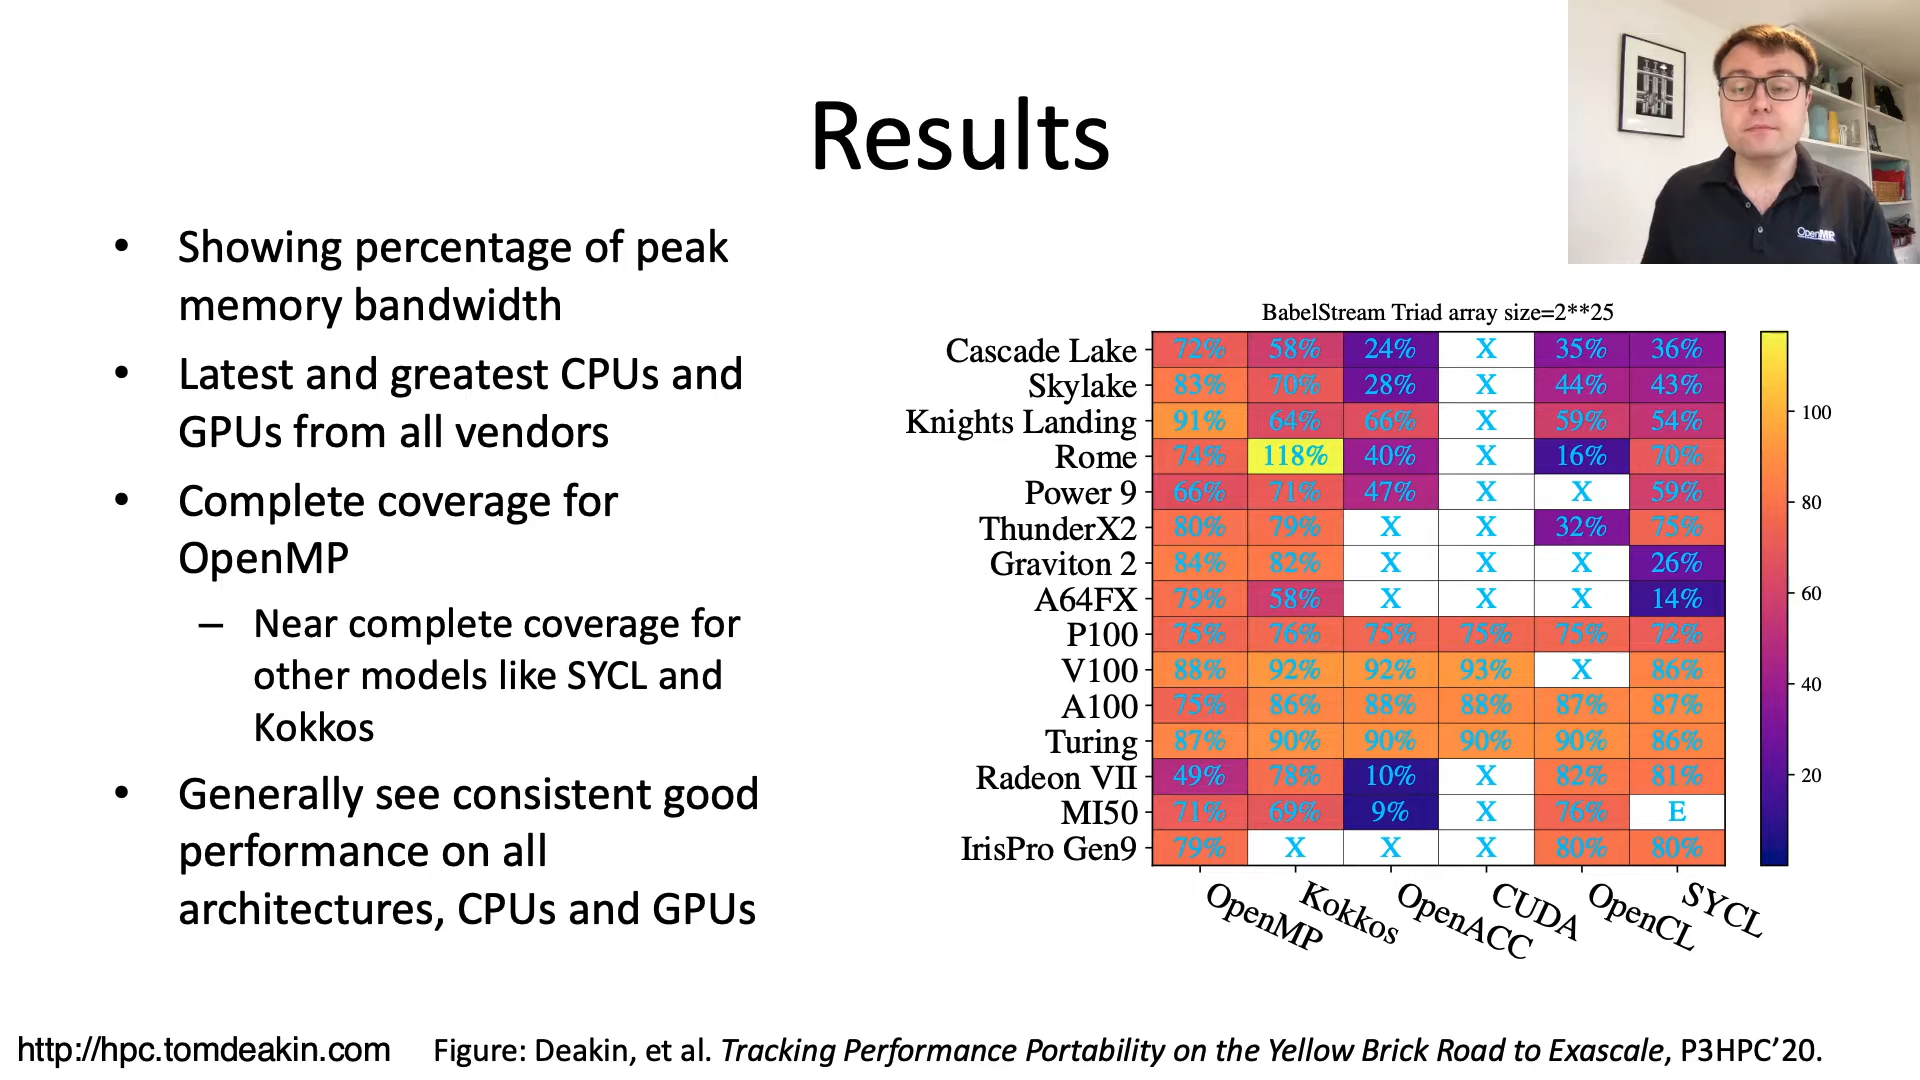 Results
• Showing percentage of peak
memory bandwidth
• Latest and greatest CPUs and
GPUs from all vendors
• Complete coverage for
OpenMP
– Near complete coverage for
other models like SYCL and
Kokkos
• Generally see consistent good
performance on all
architectures, CPUs and GPUs
OpenMP
BabelStream Triad array size=2**25
Cascade Lake 72% 58% 24% X 35% 36%
Skylake 83% 70% 28% X 44% 43%
Knights Landing 91% 64% 66% X 59% 54%
Rome 74% 118% 40% X 16% 70%
Power 9 66% 71% 47% X X 59%
ThunderX2 80% 79% X X 32% 75%
Graviton 2 84% 82% X X X 26%
A64FX 79% 58% X X X 14%
P100 75% 76% 75% 75% 75% 72%
V100 88% 92% 92% 93% X 86%
A100 75% 86% 88% 88% 87% 87%
Turing 87% 90% 90% 90% 90% 86%
Radeon VII 49% 78% 10% X 82% 81%
MI50 71% 69% 9% X 76% E
IrisPro Gen9 79% X X X 80% 80%
OpenMP Kokkos OpenACC CUDA OpenCL SYCL
100
80
60
40
20
http://hpc.tomdeakin.com Figure: Deakin, et al. Tracking Performance Portability on the Yellow Brick Road to Exascale, P3HPC’20.